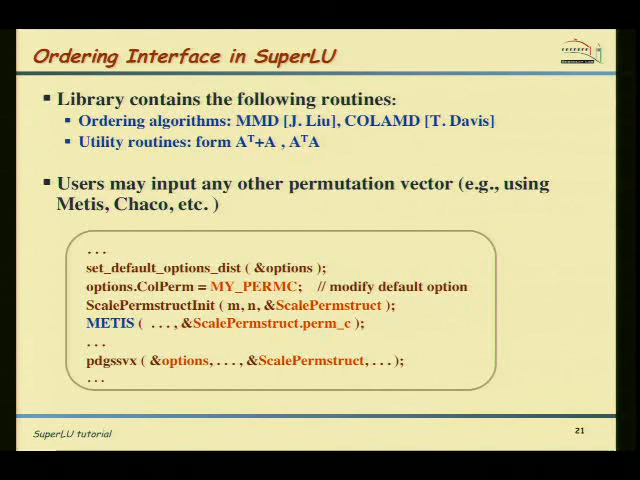 Ordering Interface in SuperLU
▪ Library contains the following routines:
▪ Ordering algorithms: MMD [J. Liu], COLAMD [T. Davis]
▪ Utility routines: form Aᵀ+A , AᵀA
▪ Users may input any other permutation vector (e.g., using
Metis, Chaco, etc. )
. . .
set_default_options_dist ( &options );
options.ColPerm = MY_PERMC; // modify default option
ScalePermstructInit ( m, n, &ScalePermstruct );
METIS ( . . . , &ScalePermstruct.perm_c );
. . .
pdgssvx ( &options, . . . , &ScalePermstruct, . . . );
. . .
SuperLU tutorial
21